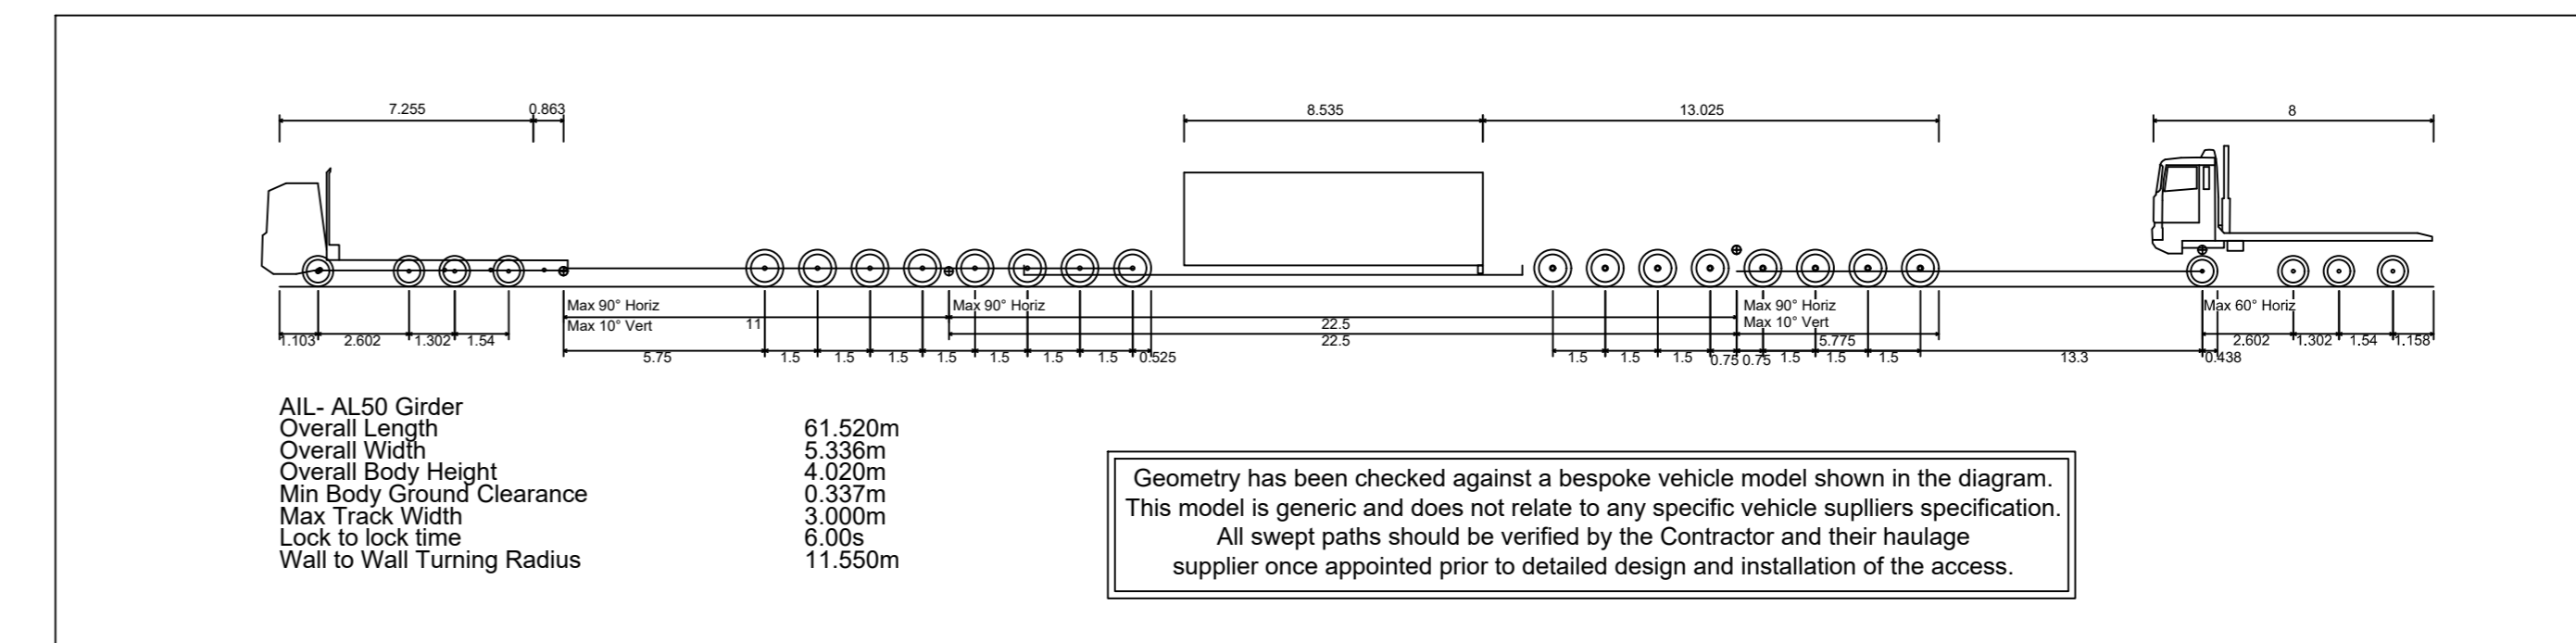 7.255 0.863 8.535 13.025 8
Max 90° Horiz Max 90° Horiz Max 90° Horiz Max 60° Horiz
Max 10° Vert 11 22.5 Max 10° Vert
1.103 2.602 1.302 1.54 22.5 5.775 2.602 1.302 1.54 1.158
5.75 1.5 1.5 1.5 1.5 1.5 1.5 1.5 0.525 1.5 1.5 1.5 0.75 0.75 1.5 1.5 1.5 13.3 0.438
AIL- AL50 Girder
Overall Length 61.520m
Overall Width 5.336m
Overall Body Height 4.020m
Min Body Ground Clearance 0.337m
Max Track Width 3.000m
Lock to lock time 6.00s
Wall to Wall Turning Radius 11.550m
Geometry has been checked against a bespoke vehicle model shown in the diagram.
This model is generic and does not relate to any specific vehicle suplliers specification.
All swept paths should be verified by the Contractor and their haulage
supplier once appointed prior to detailed design and installation of the access.